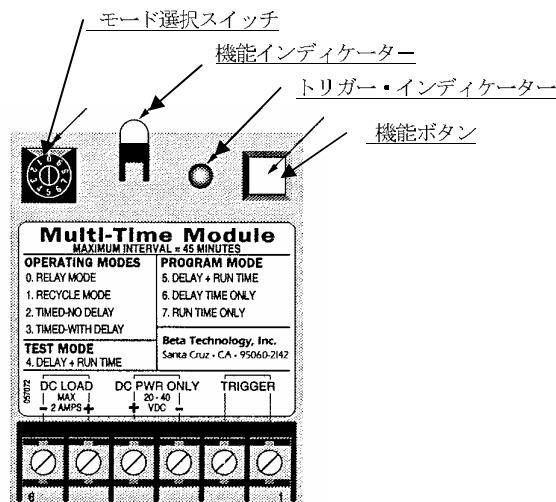 モード選択スイッチ
機能インディケーター
トリガー・インディケーター
機能ボタン
Multi-Time Module
MAXIMUM INTERVAL = 45 MINUTES
OPERATING MODES
0. RELAY MODE
1. RECYCLE MODE
2. TIMED-NO DELAY
3. TIMED-WITH DELAY
TEST MODE
4. DELAY + RUN TIME
PROGRAM MODE
5. DELAY + RUN TIME
6. DELAY TIME ONLY
7. RUN TIME ONLY
Beta Technology, Inc.
Santa Cruz • CA • 95060-2142
057072
DC LOAD
MAX
- 2 AMPS +
DC PWR ONLY
20 - 40
+ VDC -
TRIGGER
6 1